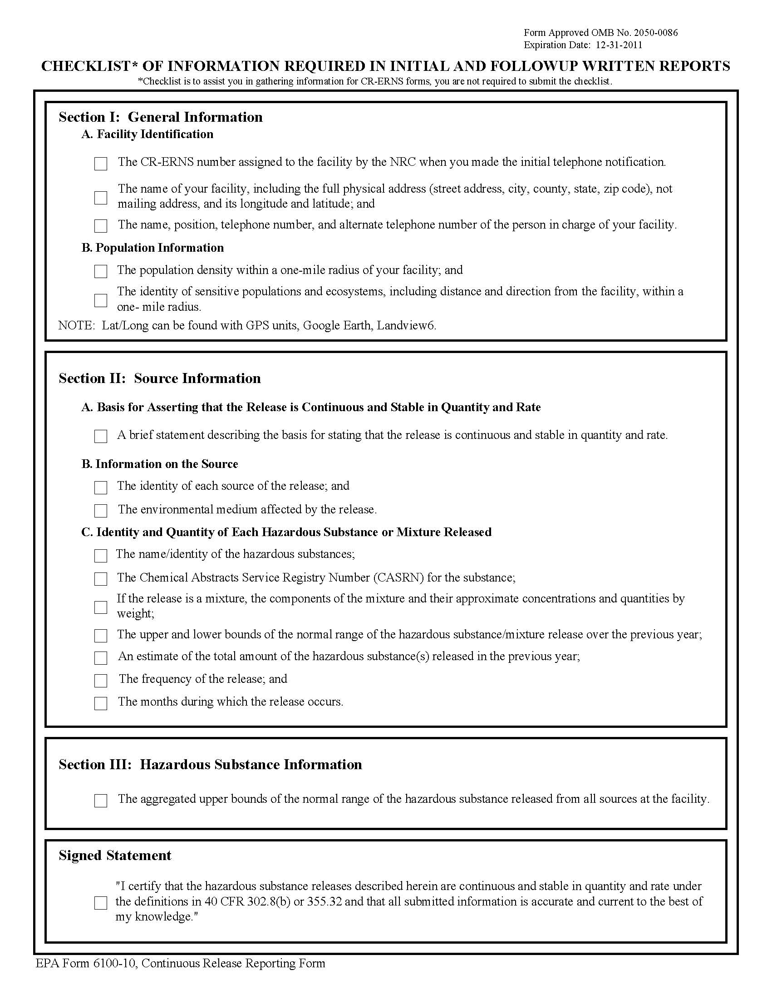 Form Approved OMB No. 2050-0086
Expiration Date:  12-31-2011
CHECKLIST* OF INFORMATION REQUIRED IN INITIAL AND FOLLOWUP WRITTEN REPORTS
*Checklist is to assist you in gathering information for CR-ERNS forms, you are not required to submit the checklist.
Section I:  General Information
A. Facility Identification
The CR-ERNS number assigned to the facility by the NRC when you made the initial telephone notification.
The name of your facility, including the full physical address (street address, city, county, state, zip code), not
mailing address, and its longitude and latitude; and
The name, position, telephone number, and alternate telephone number of the person in charge of your facility.
B. Population Information
The population density within a one-mile radius of your facility; and
The identity of sensitive populations and ecosystems, including distance and direction from the facility, within a
one- mile radius.
NOTE:  Lat/Long can be found with GPS units, Google Earth, Landview6.
Section II:  Source Information
A. Basis for Asserting that the Release is Continuous and Stable in Quantity and Rate
A brief statement describing the basis for stating that the release is continuous and stable in quantity and rate.
B. Information on the Source
The identity of each source of the release; and
The environmental medium affected by the release.
C. Identity and Quantity of Each Hazardous Substance or Mixture Released
The name/identity of the hazardous substances;
The Chemical Abstracts Service Registry Number (CASRN) for the substance;
If the release is a mixture, the components of the mixture and their approximate concentrations and quantities by
weight;
The upper and lower bounds of the normal range of the hazardous substance/mixture release over the previous year;
An estimate of the total amount of the hazardous substance(s) released in the previous year;
The frequency of the release; and
The months during which the release occurs.
Section III:  Hazardous Substance Information
The aggregated upper bounds of the normal range of the hazardous substance released from all sources at the facility.
Signed Statement
"I certify that the hazardous substance releases described herein are continuous and stable in quantity and rate under
the definitions in 40 CFR 302.8(b) or 355.32 and that all submitted information is accurate and current to the best of
my knowledge."
EPA Form 6100-10, Continuous Release Reporting Form